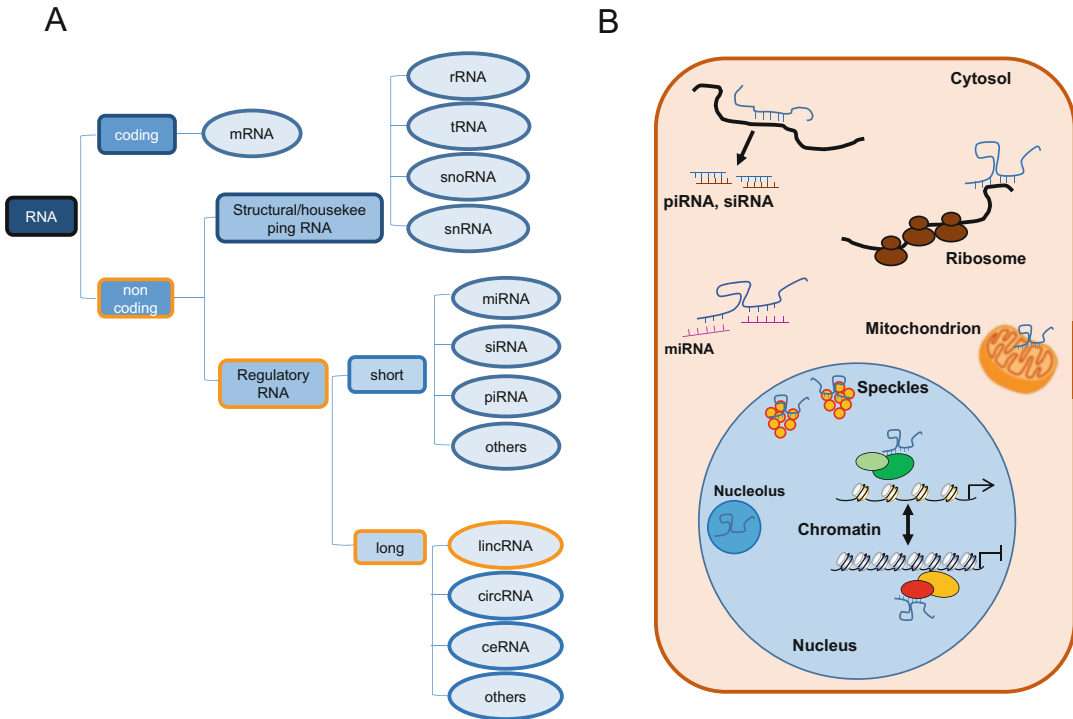 A
RNA
coding
mRNA
non
coding
Structural/housekee
ping RNA
rRNA
tRNA
snoRNA
snRNA
Regulatory
RNA
short
miRNA
siRNA
piRNA
others
long
lincRNA
circRNA
ceRNA
others
B
Cytosol
piRNA, siRNA
Ribosome
miRNA
Mitochondrion
Speckles
Nucleolus
Chromatin
Nucleus